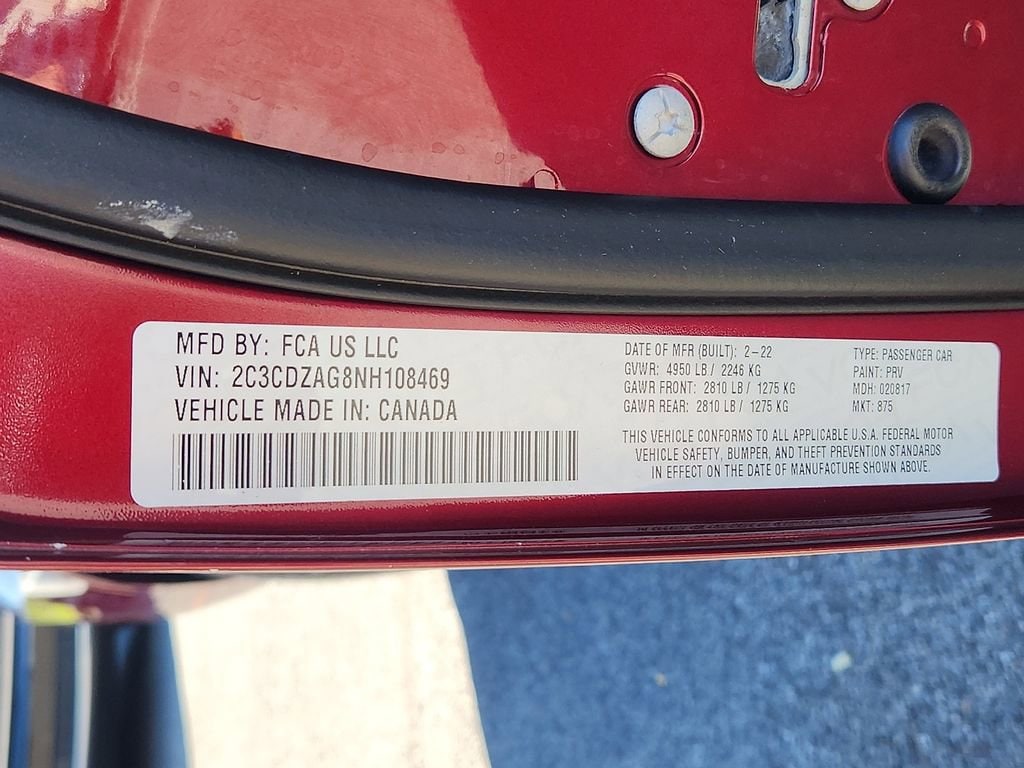 MFD BY: FCA US LLC
VIN: 2C3CDZAG8NH108469
VEHICLE MADE IN: CANADA
DATE OF MFR (BUILT): 2-22
GVWR: 4950 LB / 2246 KG
GAWR FRONT: 2810 LB / 1275 KG
GAWR REAR: 2810 LB / 1275 KG
TYPE: PASSENGER CAR
PAINT: PRV
MDH: 020817
MKT: 875
THIS VEHICLE CONFORMS TO ALL APPLICABLE U.S.A. FEDERAL MOTOR
VEHICLE SAFETY, BUMPER, AND THEFT PREVENTION STANDARDS
IN EFFECT ON THE DATE OF MANUFACTURE SHOWN ABOVE.